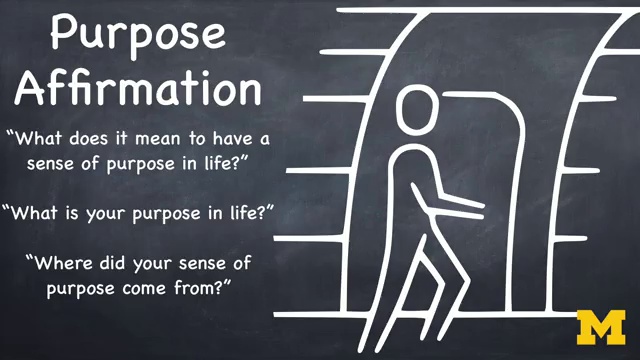 Purpose
Affirmation
"What does it mean to have a
sense of purpose in life?"
"What is your purpose in life?"
"Where did your sense of
purpose come from?"
M